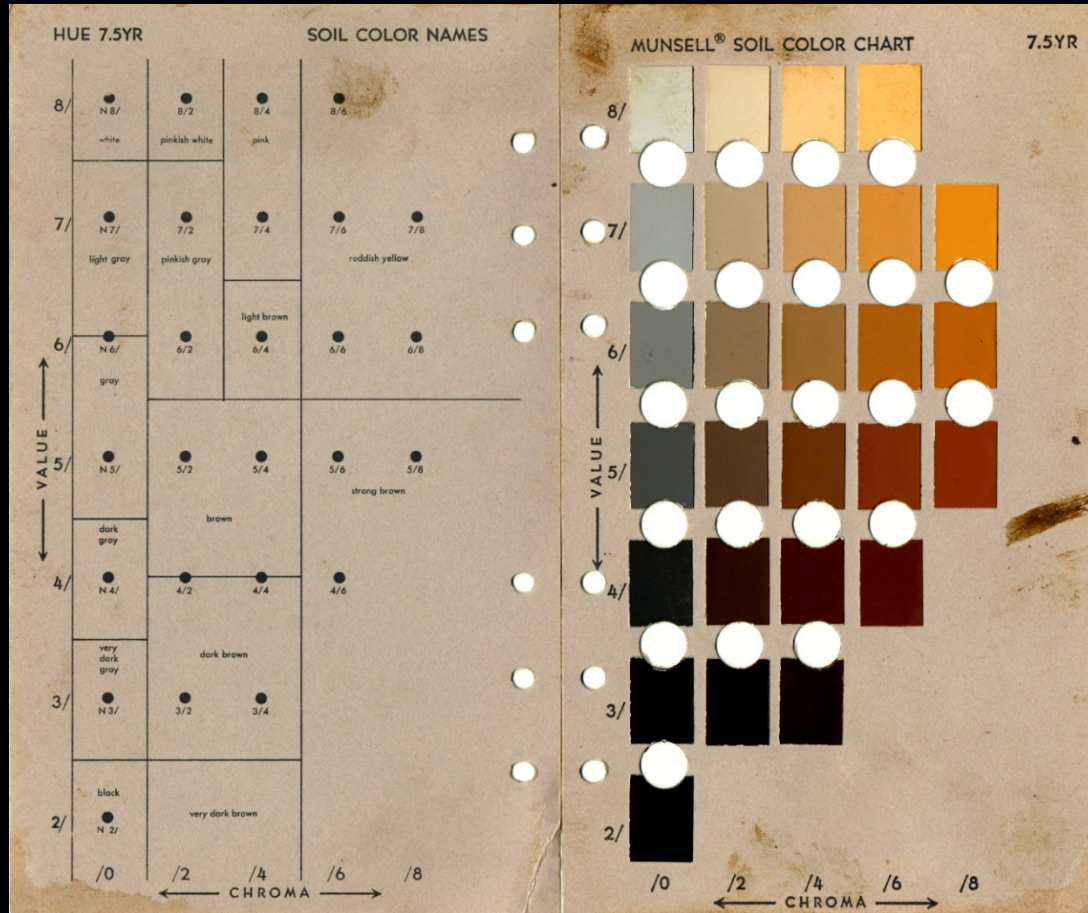 HUE 7.5YR SOIL COLOR NAMES
8/ N 8/ 8/2 8/4 8/6
white pinkish white pink
7/ N 7/ 7/2 7/4 7/6 7/8
light gray pinkish gray reddish yellow
light brown
6/ N 6/ 6/2 6/4 6/6 6/8
gray
VALUE
5/ N 5/ 5/2 5/4 5/6 5/8
strong brown
brown
dark
gray
4/ N 4/ 4/2 4/4 4/6
very
dark
gray
dark brown
3/ N 3/ 3/2 3/4
black
very dark brown
2/ N 2/
/0 /2 /4 /6 /8
CHROMA
MUNSELL® SOIL COLOR CHART 7.5YR
8/
7/
6/
VALUE
5/
4/
3/
2/
/0 /2 /4 /6 /8
CHROMA